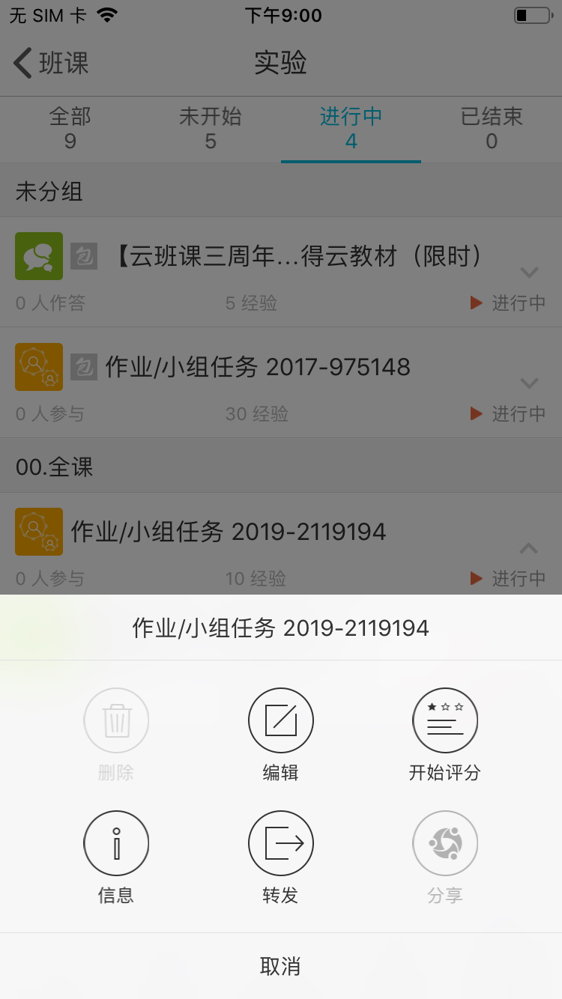 无 SIM 卡 下午9:00
班课 实验
全部 未开始 进行中 已结束
9 5 4 0
未分组
包 【云班课三周年…得云教材（限时）
0 人作答 5 经验 进行中
包 作业/小组任务 2017-975148
0 人参与 30 经验 进行中
00.全课
作业/小组任务 2019-2119194
0 人参与 10 经验 进行中
作业/小组任务 2019-2119194
删除 编辑 开始评分
信息 转发 分享
取消